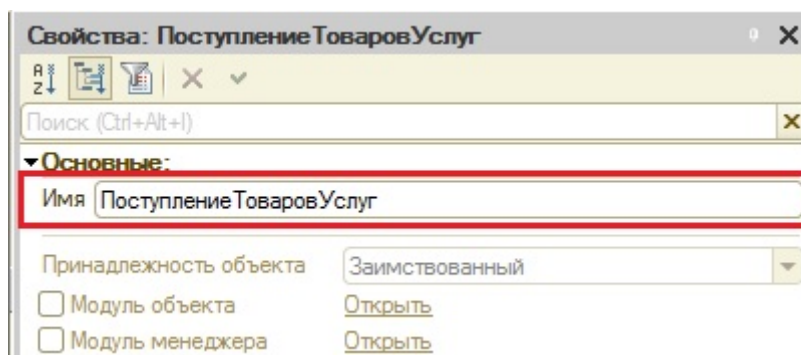 Свойства: ПоступлениеТоваровУслуг
Поиск (Ctrl+Alt+I)
Основные:
Имя ПоступлениеТоваровУслуг
Принадлежность объекта Заимствованный
Модуль объекта Открыть
Модуль менеджера Открыть